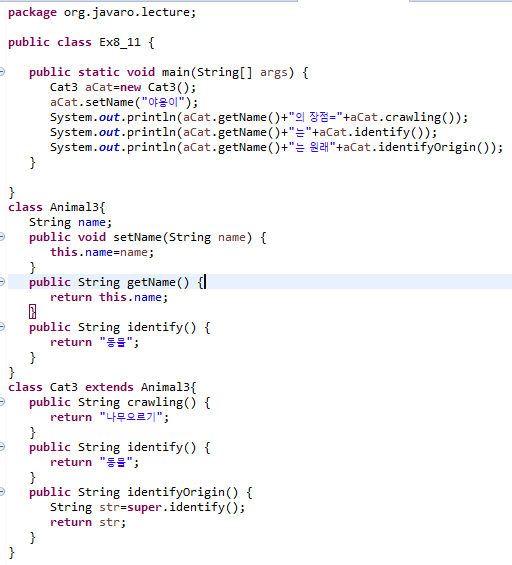 package org.javaro.lecture;
public class Ex8_11 {
public static void main(String[] args) {
Cat3 aCat=new Cat3();
aCat.setName("야옹이");
System.out.println(aCat.getName()+"의 장점="+aCat.crawling());
System.out.println(aCat.getName()+"는"+aCat.identify());
System.out.println(aCat.getName()+"는 원래"+aCat.identifyOrigin());
}
}
class Animal3{
String name;
public void setName(String name) {
this.name=name;
}
public String getName() {
return this.name;
}
public String identify() {
return "동물";
}
}
class Cat3 extends Animal3{
public String crawling() {
return "나무오르기";
}
public String identify() {
return "동물";
}
public String identifyOrigin() {
String str=super.identify();
return str;
}
}